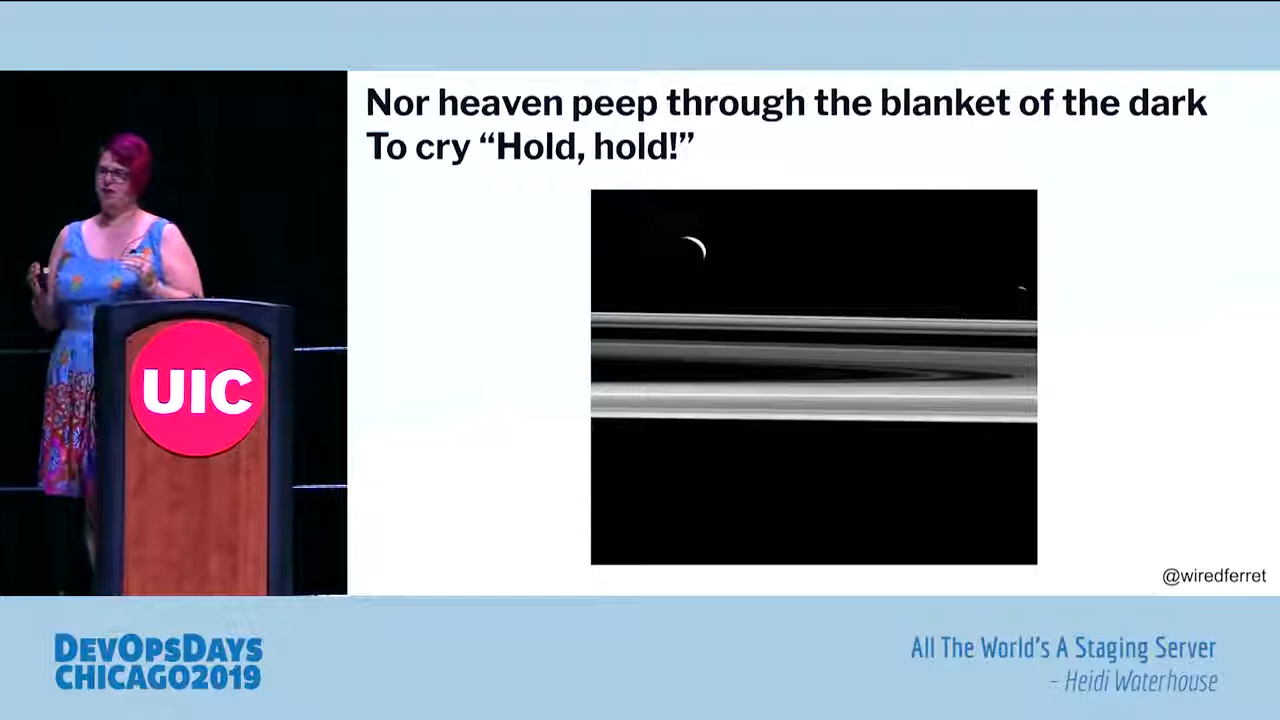 Nor heaven peep through the blanket of the dark
To cry “Hold, hold!”
UIC
@wiredferret
DevOpsDays
Chicago2019
All The World's A Staging Server
- Heidi Waterhouse